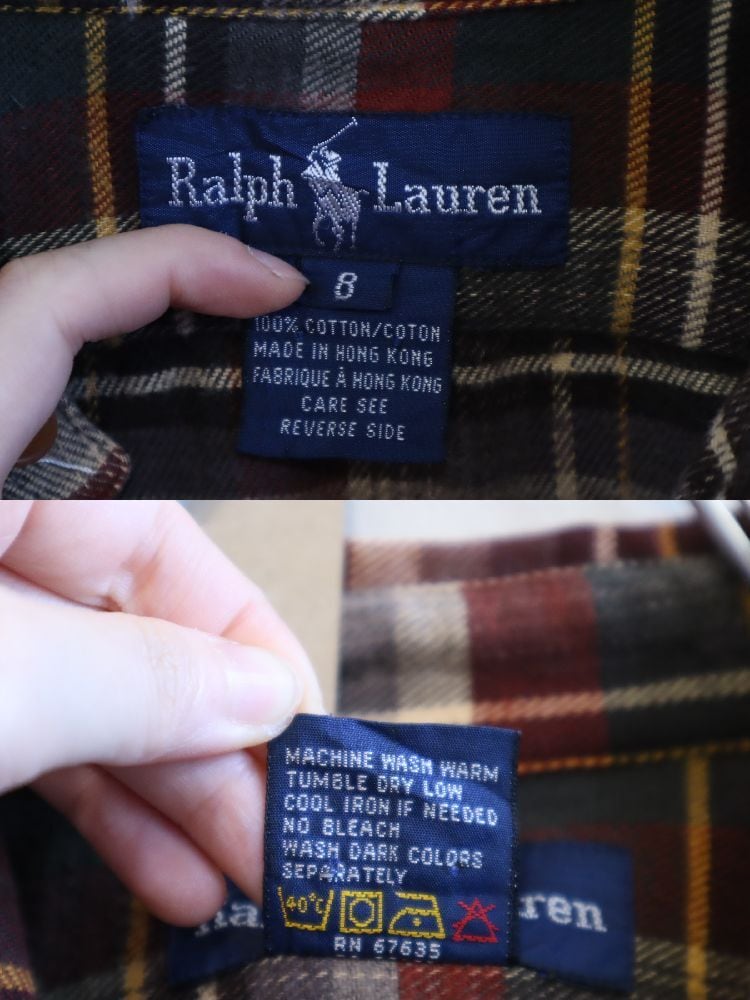 Ralph Lauren
8
100% COTTON/COTON
MADE IN HONG KONG
FABRIQUE À HONG KONG
CARE SEE
REVERSE SIDE
MACHINE WASH WARM
TUMBLE DRY LOW
COOL IRON IF NEEDED
NO BLEACH
WASH DARK COLORS
SEPARATELY
40°C
RN 67635
ren